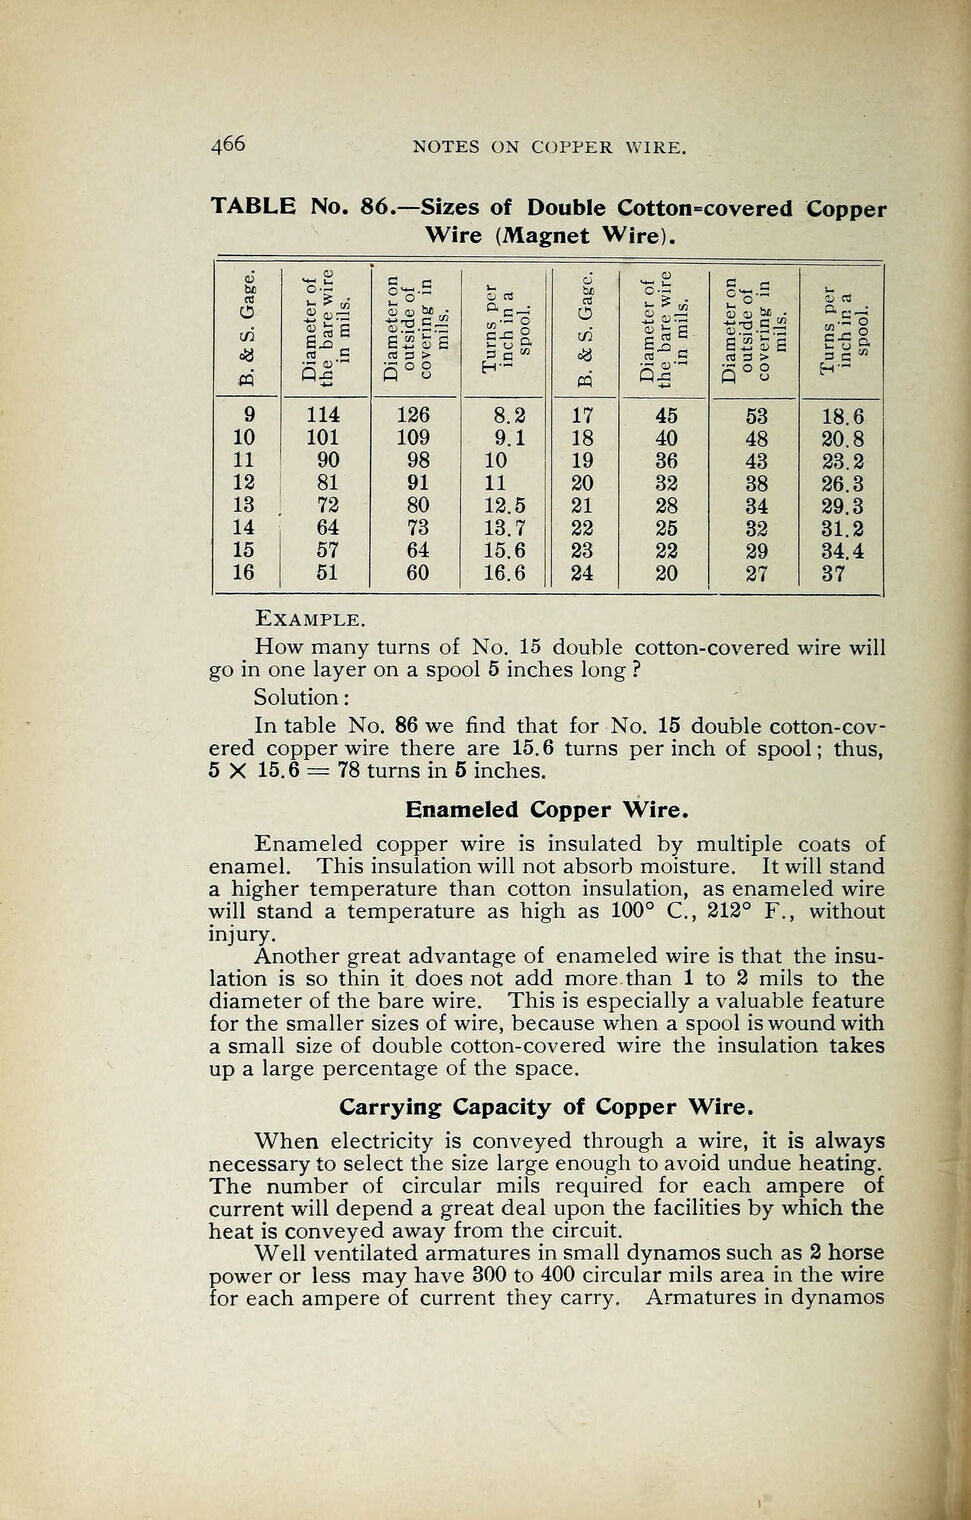 466 NOTES ON COPPER WIRE.
TABLE No. 86.—Sizes of Double Cotton=covered Copper
Wire (Magnet Wire).
B. & S. Gage. Diameter of the bare wire in mils. Diameter on outside of covering in mils. Turns per inch in a spool. B. & S. Gage. Diameter of the bare wire in mils. Diameter on outside of covering in mils. Turns per inch in a spool.
9 114 126 8.2 17 45 53 18.6
10 101 109 9.1 18 40 48 20.8
11 90 98 10 19 36 43 23.2
12 81 91 11 20 32 38 26.3
13 72 80 12.5 21 28 34 29.3
14 64 73 13.7 22 25 32 31.2
15 57 64 15.6 23 22 29 34.4
16 51 60 16.6 24 20 27 37
EXAMPLE.
How many turns of No. 15 double cotton-covered wire will
go in one layer on a spool 5 inches long ?
Solution :
In table No. 86 we find that for No. 15 double cotton-cov-
ered copper wire there are 15.6 turns per inch of spool; thus,
5 X 15.6 = 78 turns in 5 inches.
Enameled Copper Wire.
Enameled copper wire is insulated by multiple coats of
enamel. This insulation will not absorb moisture. It will stand
a higher temperature than cotton insulation, as enameled wire
will stand a temperature as high as 100° C., 212° F., without
injury.
Another great advantage of enameled wire is that the insu-
lation is so thin it does not add more than 1 to 2 mils to the
diameter of the bare wire. This is especially a valuable feature
for the smaller sizes of wire, because when a spool is wound with
a small size of double cotton-covered wire the insulation takes
up a large percentage of the space.
Carrying Capacity of Copper Wire.
When electricity is conveyed through a wire, it is always
necessary to select the size large enough to avoid undue heating.
The number of circular mils required for each ampere of
current will depend a great deal upon the facilities by which the
heat is conveyed away from the circuit.
Well ventilated armatures in small dynamos such as 2 horse
power or less may have 300 to 400 circular mils area in the wire
for each ampere of current they carry. Armatures in dynamos